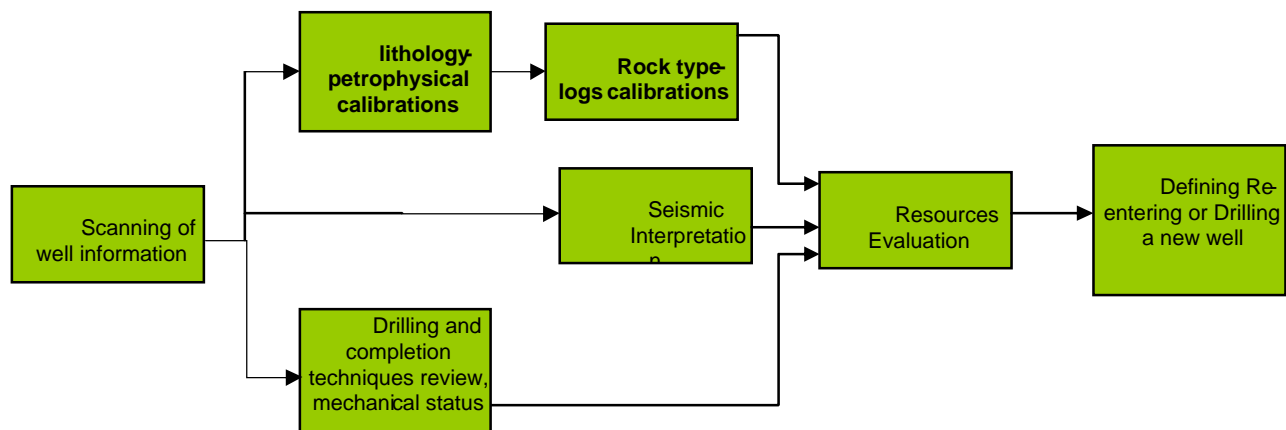 lithology-
petrophysical
calibrations
Rock type-
logs calibrations
Scanning of
well information
Seismic
Interpretatio
n
Resources
Evaluation
Defining Re-
entering or Drilling
a new well
Drilling and
completion
techniques review,
mechanical status